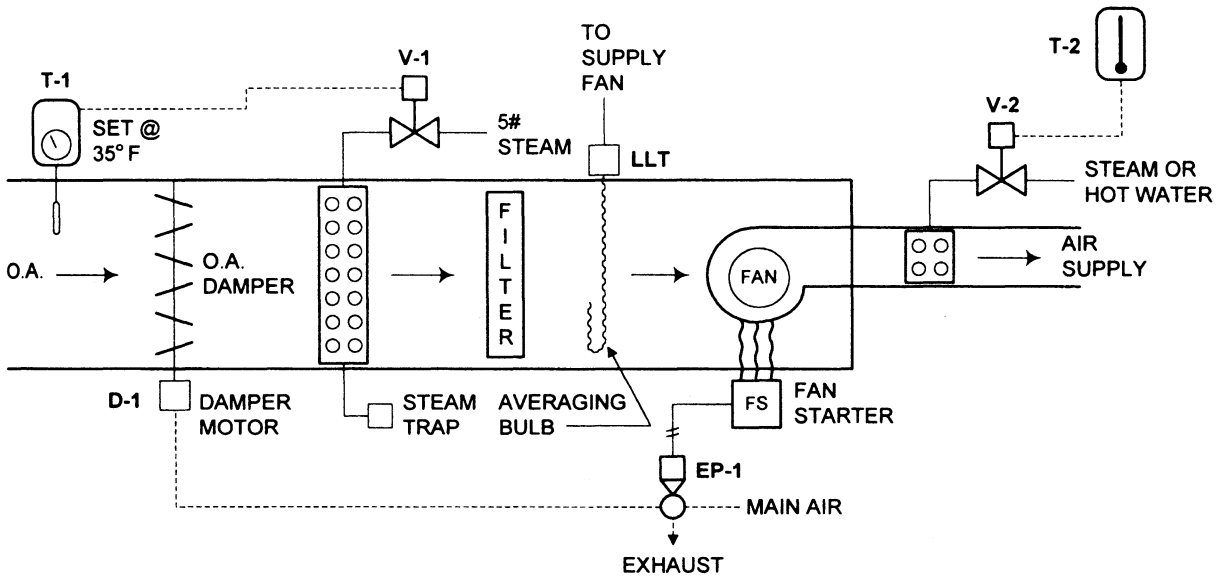 TO
SUPPLY
FAN
T-2
V-1
T-1
V-2
SET @
35° F
5#
STEAM
LLT
STEAM OR
HOT WATER
O.A.
O.A.
DAMPER
F
I
L
T
E
R
FAN
AIR
SUPPLY
D-1
DAMPER
MOTOR
STEAM
TRAP
AVERAGING
BULB
FS
FAN
STARTER
EP-1
MAIN AIR
EXHAUST